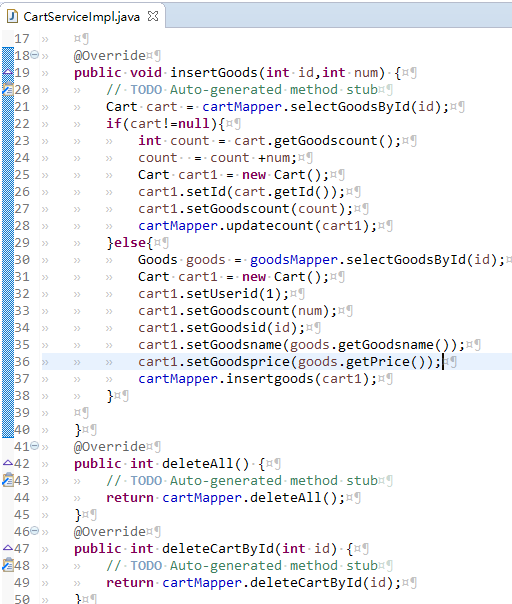 CartServiceImpl.java
17
18 @Override
19 public void insertGoods(int id,int num) {
20 // TODO Auto-generated method stub
21 Cart cart = cartMapper.selectGoodsById(id);
22 if(cart!=null){
23 int count = cart.getGoodscount();
24 count  = count +num;
25 Cart cart1 = new Cart();
26 cart1.setId(cart.getId());
27 cart1.setGoodscount(count);
28 cartMapper.updatecount(cart1);
29 }else{
30 Goods goods = goodsMapper.selectGoodsById(id);
31 Cart cart1 = new Cart();
32 cart1.setUserid(1);
33 cart1.setGoodscount(num);
34 cart1.setGoodsid(id);
35 cart1.setGoodsname(goods.getGoodsname());
36 cart1.setGoodsprice(goods.getPrice());
37 cartMapper.insertgoods(cart1);
38 }
39
40 }
41 @Override
42 public int deleteAll() {
43 // TODO Auto-generated method stub
44 return cartMapper.deleteAll();
45 }
46 @Override
47 public int deleteCartById(int id) {
48 // TODO Auto-generated method stub
49 return cartMapper.deleteCartById(id);
50 }